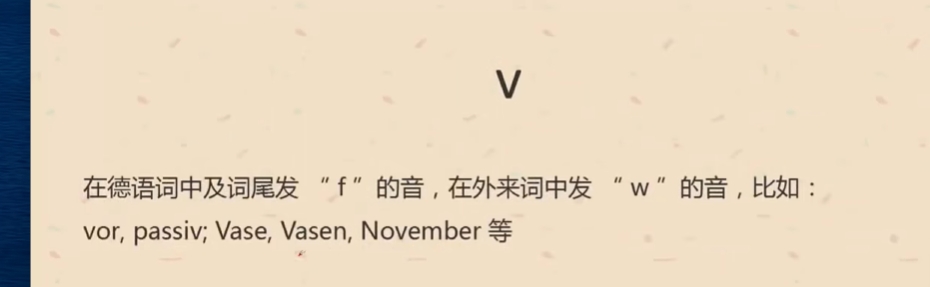 v
在德语词中及词尾发 “ f ” 的音，在外来词中发 “ w ” 的音，比如：
vor, passiv; Vase, Vasen, November 等